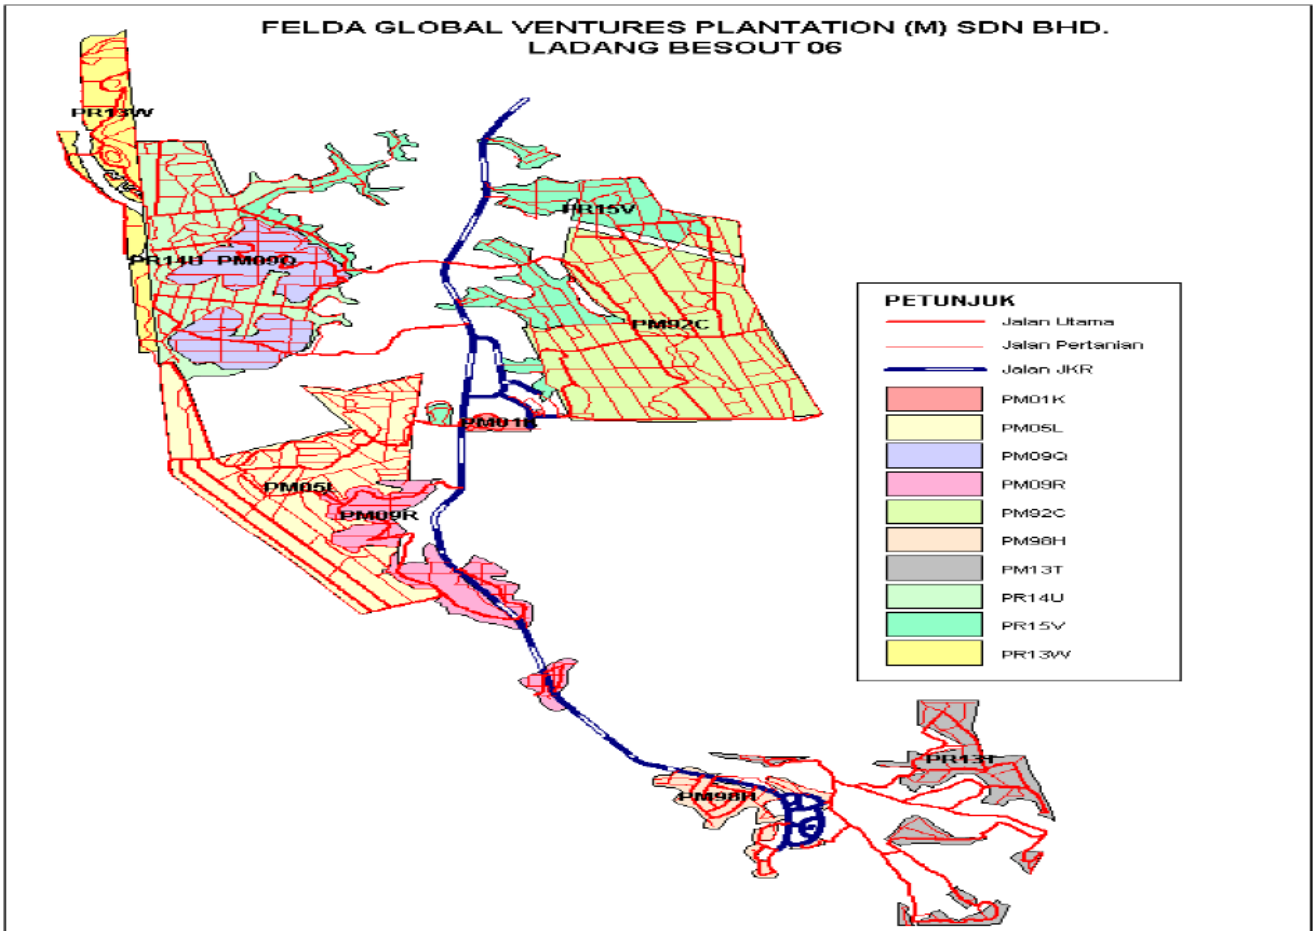 FELDA GLOBAL VENTURES PLANTATION (M) SDN BHD.
LADANG BESOUT 06
PR13W
PR15V
PR14U PM09Q
PM92C
PM01K
PM05L
PM09R
PR13T
PM98H
PETUNJUK
Jalan Utama
Jalan Pertanian
Jalan JKR
PM01K
PM05L
PM09Q
PM09R
PM92C
PM98H
PM13T
PR14U
PR15V
PR13W